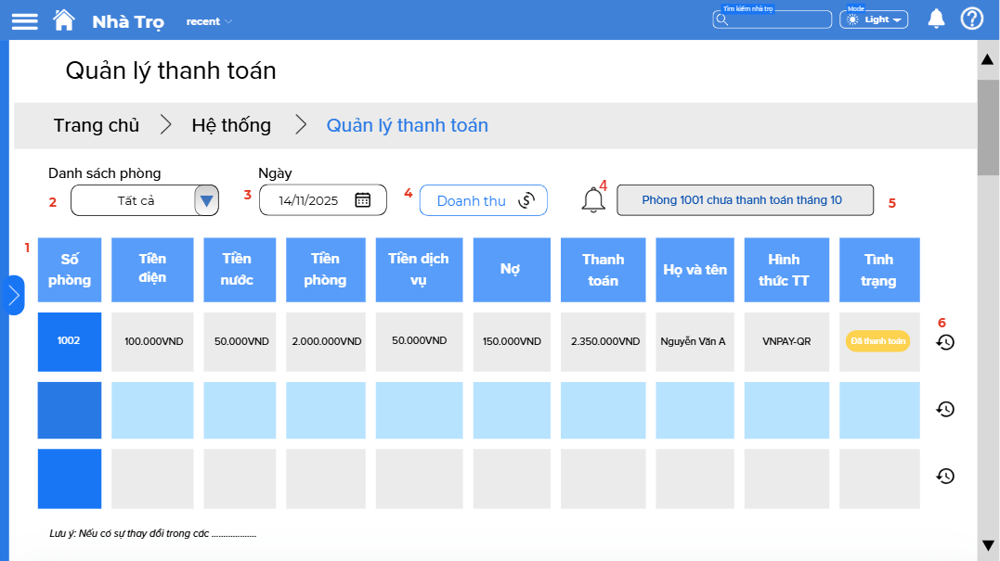 Nhà Trọ
recent
Tìm kiếm nhà trọ
Mode
Light
Quản lý thanh toán
Trang chủ
Hệ thống
Quản lý thanh toán
Danh sách phòng
Ngày
2
Tất cả
3
14/11/2025
4
Doanh thu
4
Phòng 1001 chưa thanh toán tháng 10
5
1
Số
phòng
Tiền
điện
Tiền
nước
Tiền
phòng
Tiền dịch
vụ
Nợ
Thanh
toán
Họ và tên
Hình
thức TT
Tình
trạng
1002
100.000VND
50.000VND
2.000.000VND
50.000VND
150.000VND
2.350.000VND
Nguyễn Văn A
VNPAY-QR
Đã thanh toán
6
Lưu ý: Nếu có sự thay đổi trong các ...................